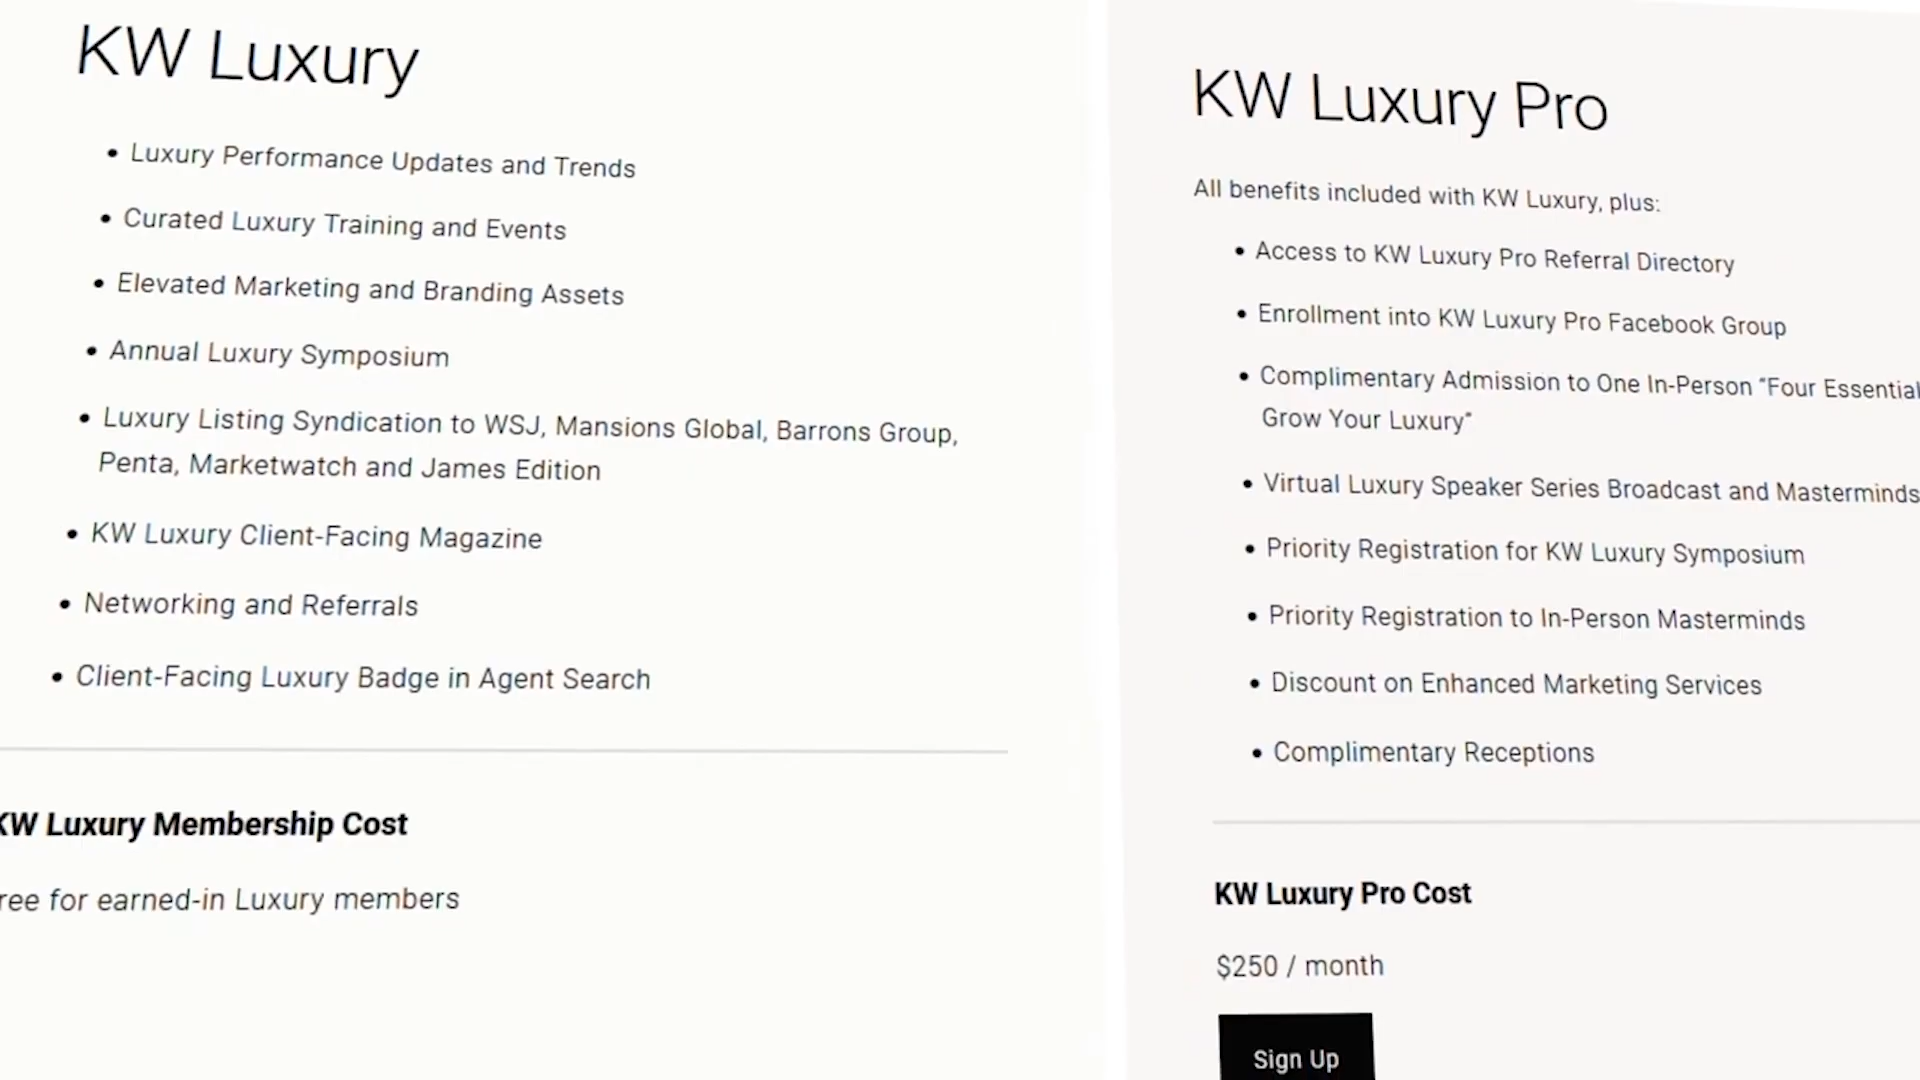 KW Luxury
• Luxury Performance Updates and Trends
• Curated Luxury Training and Events
• Elevated Marketing and Branding Assets
• Annual Luxury Symposium
• Luxury Listing Syndication to WSJ, Mansions Global, Barrons Group,
Penta, Marketwatch and James Edition
• KW Luxury Client-Facing Magazine
• Networking and Referrals
• Client-Facing Luxury Badge in Agent Search
KW Luxury Membership Cost
ree for earned-in Luxury members
KW Luxury Pro
All benefits included with KW Luxury, plus:
• Access to KW Luxury Pro Referral Directory
• Enrollment into KW Luxury Pro Facebook Group
• Complimentary Admission to One In-Person "Four Essential
Grow Your Luxury"
• Virtual Luxury Speaker Series Broadcast and Masterminds
• Priority Registration for KW Luxury Symposium
• Priority Registration to In-Person Masterminds
• Discount on Enhanced Marketing Services
• Complimentary Receptions
KW Luxury Pro Cost
$250 / month
Sign Up